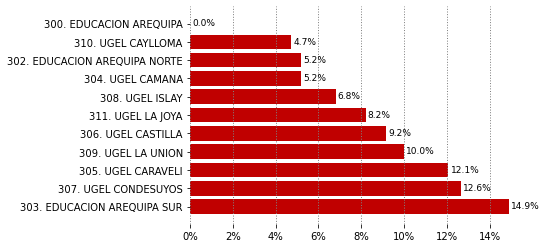 300. EDUCACION AREQUIPA 0.0%
310. UGEL CAYLLOMA 4.7%
302. EDUCACION AREQUIPA NORTE 5.2%
304. UGEL CAMANA 5.2%
308. UGEL ISLAY 6.8%
311. UGEL LA JOYA 8.2%
306. UGEL CASTILLA 9.2%
309. UGEL LA UNION 10.0%
305. UGEL CARAVELI 12.1%
307. UGEL CONDESUYOS 12.6%
303. EDUCACION AREQUIPA SUR 14.9%
0% 2% 4% 6% 8% 10% 12% 14%